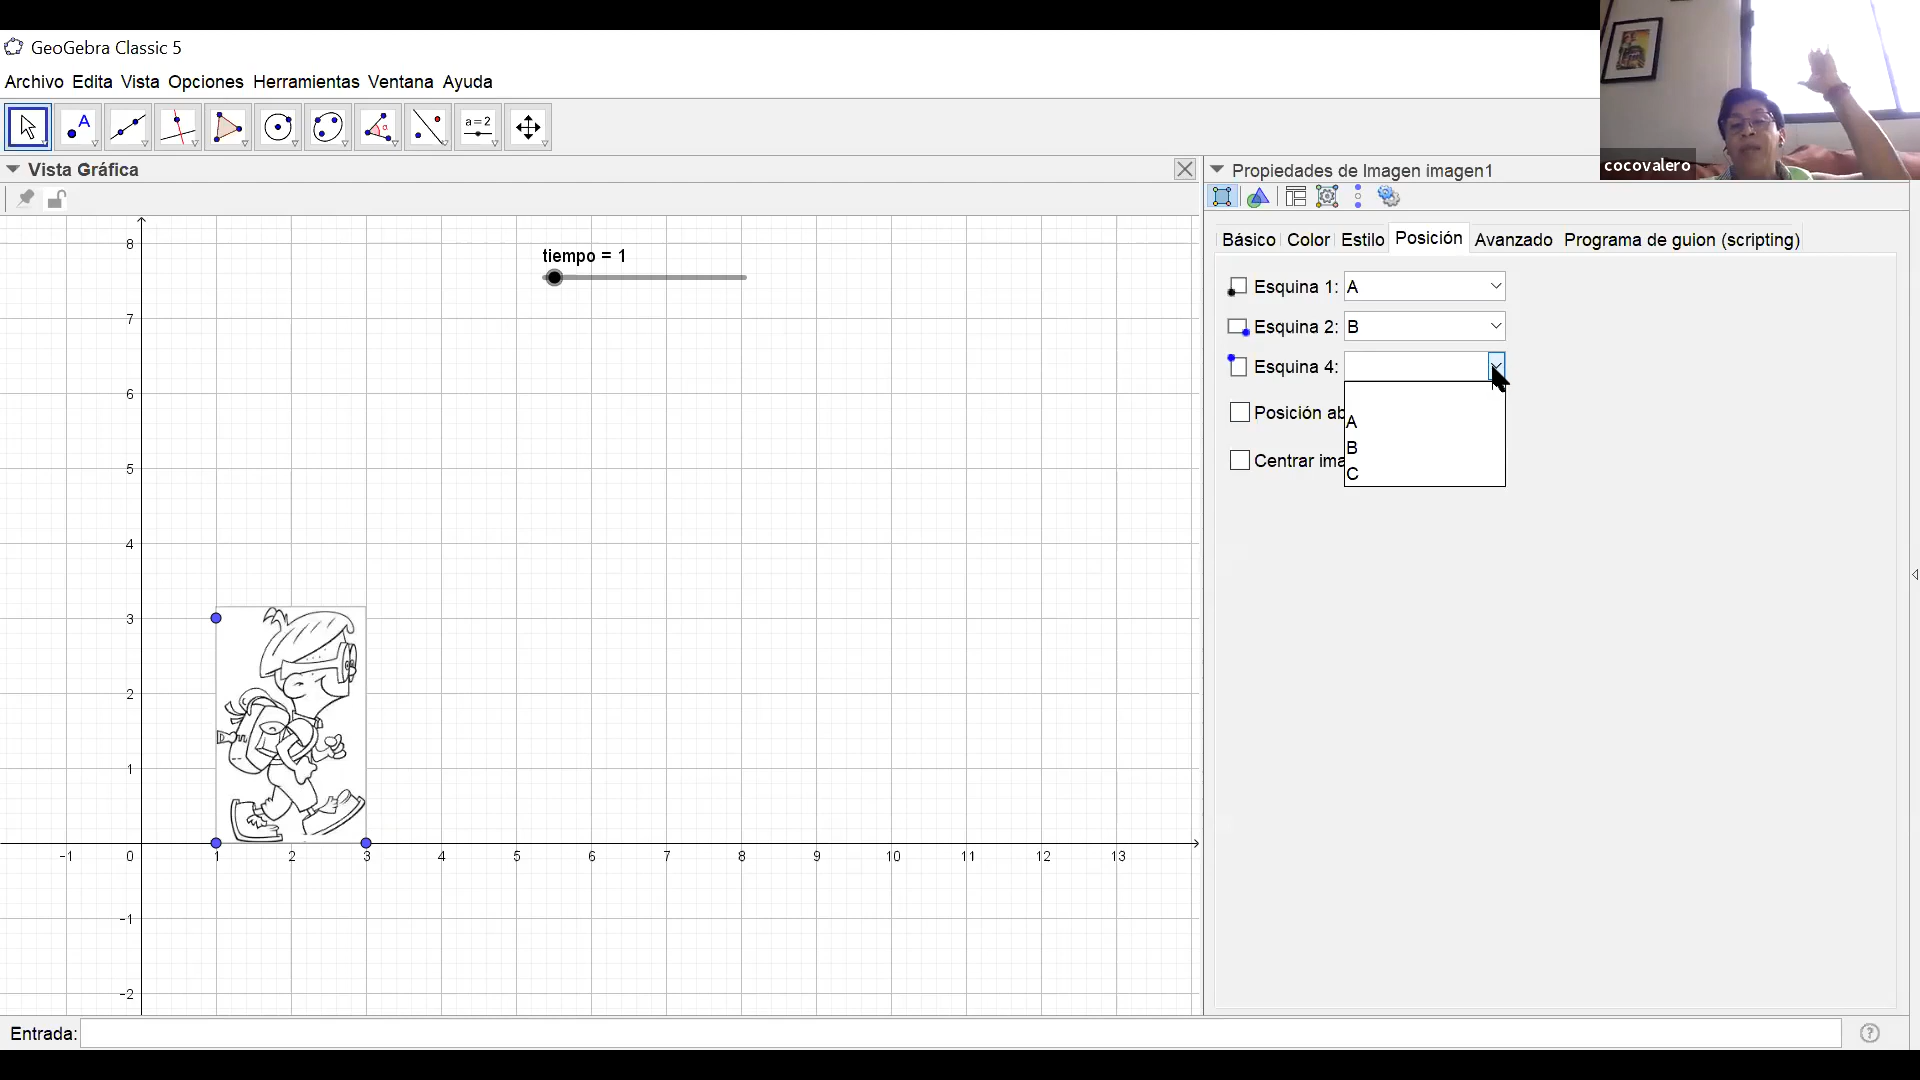 GeoGebra Classic 5
Archivo Edita Vista Opciones Herramientas Ventana Ayuda
A
α
a=2
cocovalero
Vista Gráfica
Propiedades de Imagen imagen1
Básico Color Estilo Posición Avanzado Programa de guion (scripting)
tiempo = 1
Esquina 1: A
Esquina 2: B
Esquina 4:
A
B
C
Posición ab
Centrar ima
8
7
6
5
4
3
2
1
-1 0 1 2 3 4 5 6 7 8 9 10 11 12 13
-1
-2
Entrada:
?